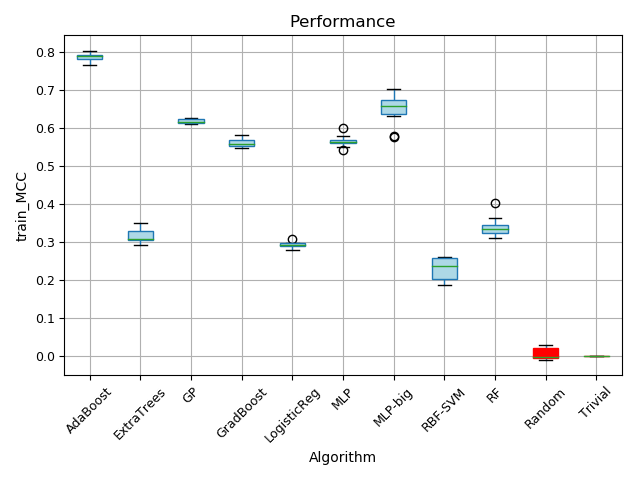 Performance
train_MCC
0.8
0.7
0.6
0.5
0.4
0.3
0.2
0.1
0.0
AdaBoost
ExtraTrees
GP
GradBoost
LogisticReg
MLP
MLP-big
RBF-SVM
RF
Random
Trivial
Algorithm